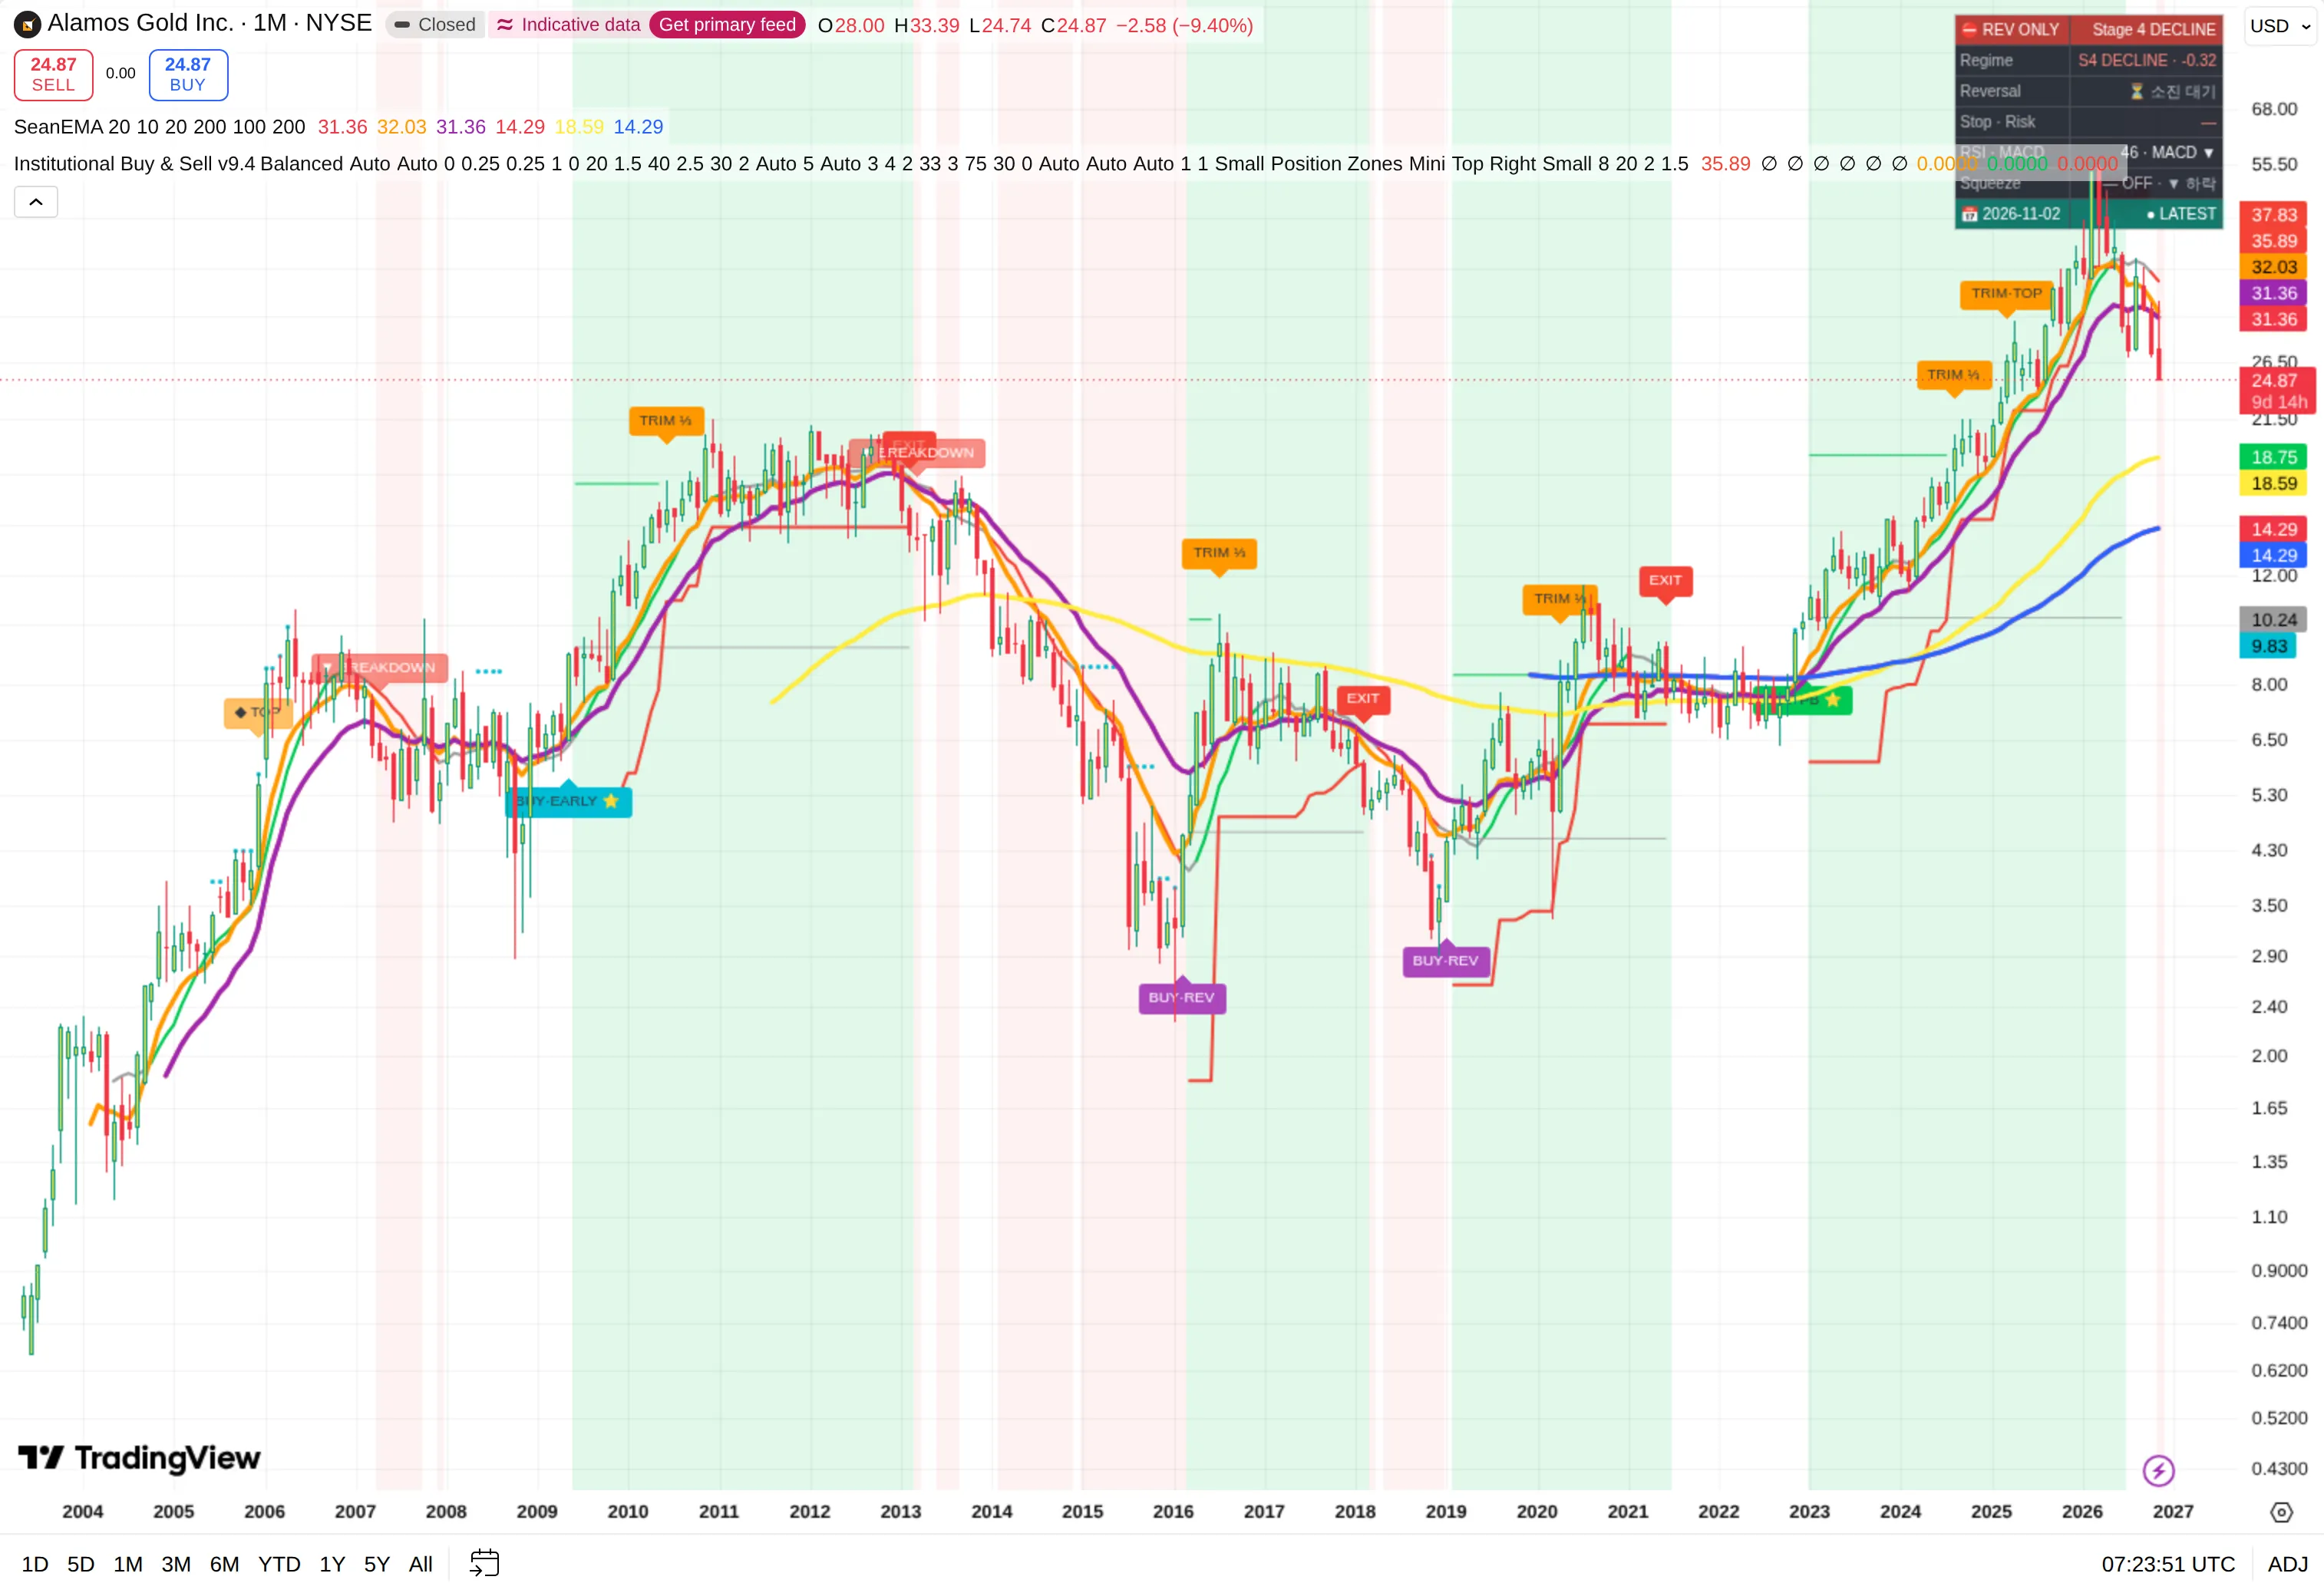 Alamos Gold Inc. · 1M · NYSE Closed Indicative data Get primary feed O28.00 H33.39 L24.74 C24.87 −2.58 (−9.40%)
24.87 SELL 0.00 24.87 BUY
SeanEMA 20 10 20 200 100 200 31.36 32.03 31.36 14.29 18.59 14.29
Institutional Buy & Sell v9.4 Balanced Auto Auto 0 0.25 0.25 1 0 20 1.5 40 2.5 30 2 Auto 5 Auto 3 4 2 33 3 75 30 0 Auto Auto Auto 1 1 Small Position Zones Mini Top Right Small 8 20 2 1.5 35.89 ∅ ∅ ∅ ∅ ∅ ∅ 0.0000 0.0000 0.0000
REV ONLY Stage 4 DECLINE
Regime S4 DECLINE · -0.32
Reversal ⏳ 소진 대기
Stop · Risk —
RSI · MACD 46 · MACD ▼
Squeeze — OFF · ▼ 하락
2026-11-02 ● LATEST
USD
68.00
55.50
37.83
35.89
32.03
31.36
31.36
26.50
24.87
9d 14h
21.50
18.75
18.59
14.29
14.29
12.00
10.24
9.83
8.00
6.50
5.30
4.30
3.50
2.90
2.40
2.00
1.65
1.35
1.10
0.9000
0.7400
0.6200
0.5200
0.4300
TRIM·TOP
TRIM ⅓
TRIM ⅓
EXIT
BREAKDOWN
TRIM ⅓
EXIT
TRIM ⅓
▼ BREAKDOWN
EXIT
◆ TOP
PB ⭐
BUY·EARLY ⭐
BUY·REV
BUY·REV
TradingView
2004 2005 2006 2007 2008 2009 2010 2011 2012 2013 2014 2015 2016 2017 2018 2019 2020 2021 2022 2023 2024 2025 2026 2027
1D 5D 1M 3M 6M YTD 1Y 5Y All 07:23:51 UTC ADJ